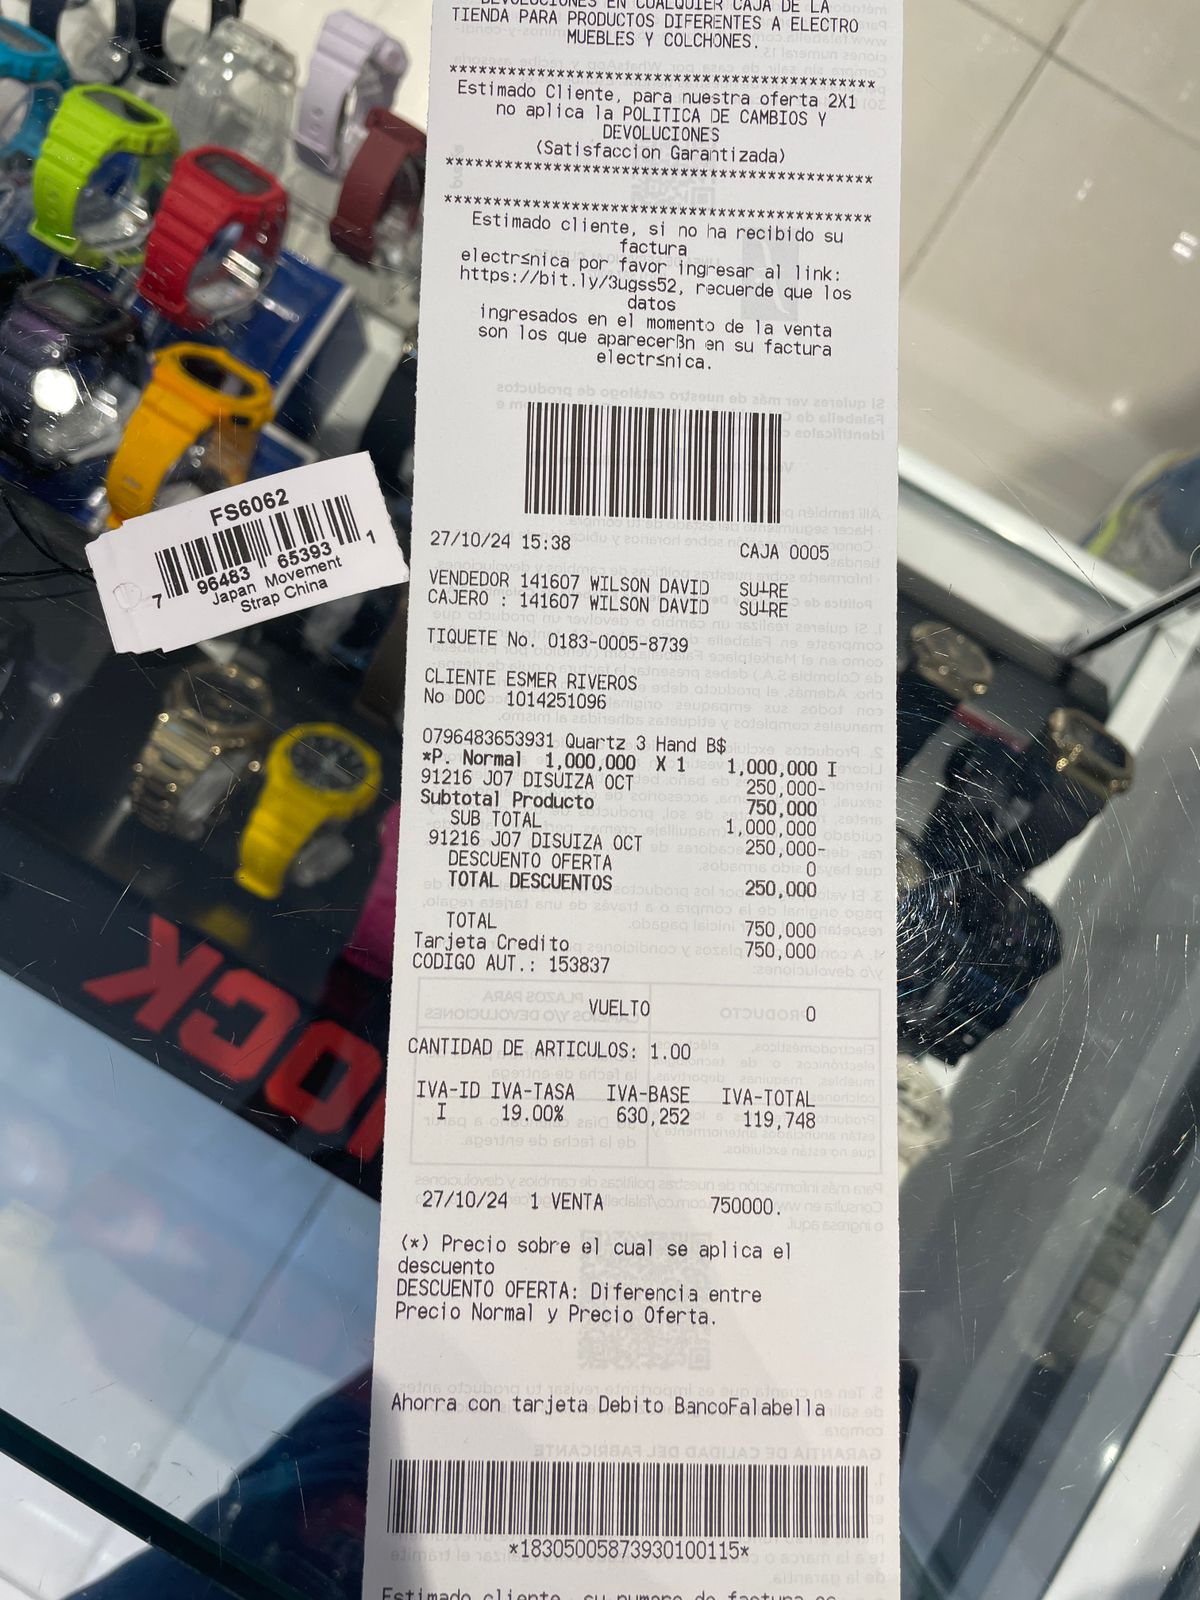 DEVOLUCIONES EN CUALQUIER CAJA DE LA
TIENDA PARA PRODUCTOS DIFERENTES A ELECTRO
MUEBLES Y COLCHONES.
*******************************************
Estimado Cliente, para nuestra oferta 2X1
no aplica la POLITICA DE CAMBIOS Y
DEVOLUCIONES
(Satisfaccion Garantizada)
*******************************************
*******************************************
Estimado cliente, si no ha recibido su
factura
electr≤nica por favor ingresar al link:
https://bit.ly/3ugss52, recuerde que los
datos
ingresados en el momento de la venta
son los que aparecerßn en su factura
electr≤nica.
27/10/24 15:38 CAJA 0005
VENDEDOR 141607 WILSON DAVID SU┴RE
CAJERO : 141607 WILSON DAVID SU┴RE
TIQUETE No. 0183-0005-8739
CLIENTE ESMER RIVEROS
No DOC 1014251096
0796483653931 Quartz 3 Hand B$
*P. Normal 1,000,000 X 1 1,000,000 I
91216 J07 DISUIZA OCT 250,000-
Subtotal Producto 750,000
SUB TOTAL 1,000,000
91216 J07 DISUIZA OCT 250,000-
DESCUENTO OFERTA 0
TOTAL DESCUENTOS 250,000
TOTAL 750,000
Tarjeta Credito 750,000
CODIGO AUT.: 153837
VUELTO 0
CANTIDAD DE ARTICULOS: 1.00
IVA-ID IVA-TASA IVA-BASE IVA-TOTAL
I 19.00% 630,252 119,748
27/10/24 1 VENTA 750000.
(*) Precio sobre el cual se aplica el
descuento
DESCUENTO OFERTA: Diferencia entre
Precio Normal y Precio Oferta.
Ahorra con tarjeta Debito BancoFalabella
*18305005873930100115*
Estimado cliente, su numero de factura es
FS6062
7 96483 65393 1
Japan Movement
Strap China